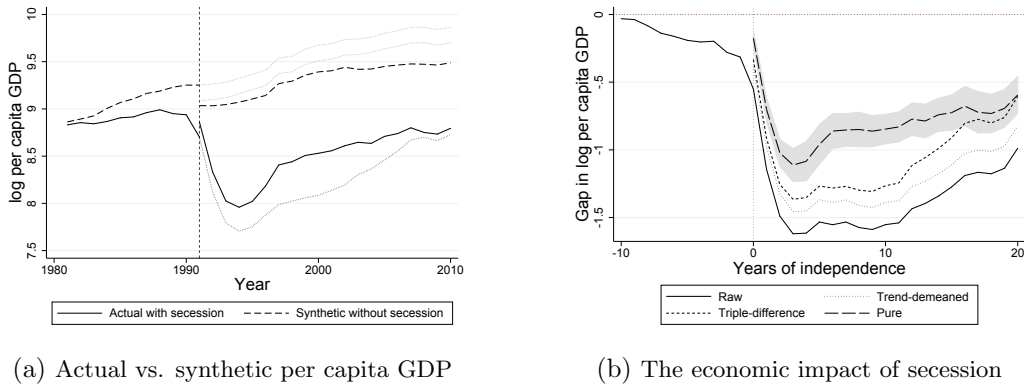 log per capita GDP
10
9.5
9
8.5
8
7.5
1980
1990
2000
2010
Year
Actual with secession
Synthetic without secession
(a) Actual vs. synthetic per capita GDP
Gap in log per capita GDP
0
-.5
-1
-1.5
-10
0
10
20
Years of independence
Raw
Trend-demeaned
Triple-difference
Pure
(b) The economic impact of secession